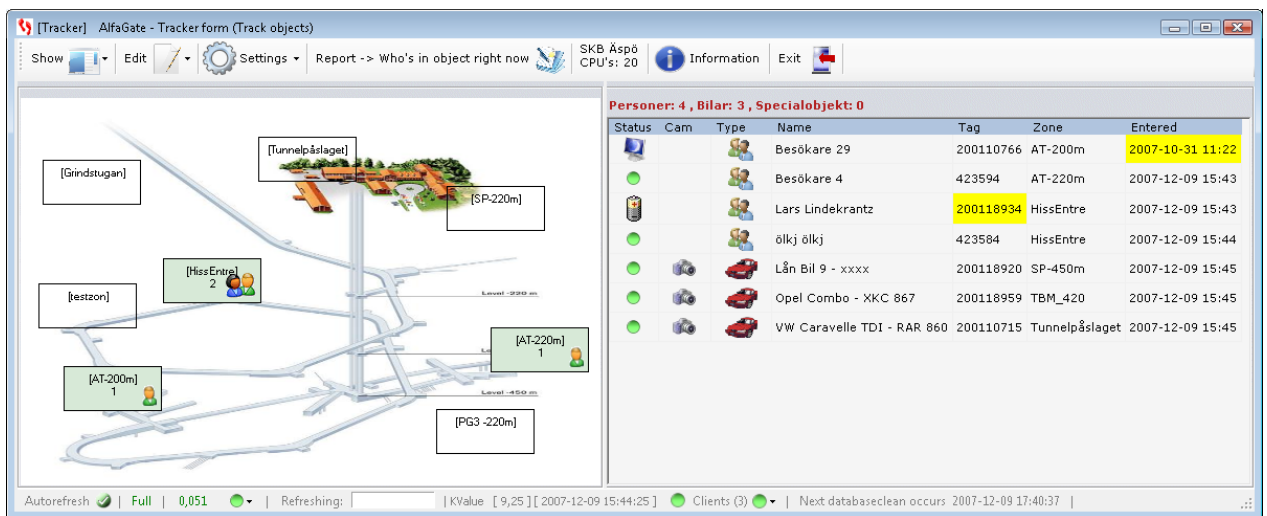 [Tracker] AlfaGate - Tracker form (Track objects)
Show Edit Settings Report -> Who's in object right now SKB Äspö CPU's: 20 Information Exit
[Grindstugan]
[Tunnelpåslaget]
[SP-220m]
[HissEntre]
2
[testzon]
Level -220 m
[AT-220m]
1
[AT-200m]
1
Level -450 m
[PG3 -220m]
Personer: 4 , Bilar: 3 , Specialobjekt: 0
Status Cam Type Name Tag Zone Entered
Besökare 29 200110766 AT-200m 2007-10-31 11:22
Besökare 4 423594 AT-220m 2007-12-09 15:43
Lars Lindekrantz 200118934 HissEntre 2007-12-09 15:43
ölkj ölkj 423584 HissEntre 2007-12-09 15:44
Lån Bil 9 - xxxx 200118920 SP-450m 2007-12-09 15:45
Opel Combo - XKC 867 200118959 TBM_420 2007-12-09 15:45
VW Caravelle TDI - RAR 860 200110715 Tunnelpåslaget 2007-12-09 15:45
Autorefresh | Full | 0,051 | Refreshing: | KValue [ 9,25 ] [ 2007-12-09 15:44:25 ] Clients (3) | Next databaseclean occurs 2007-12-09 17:40:37 |